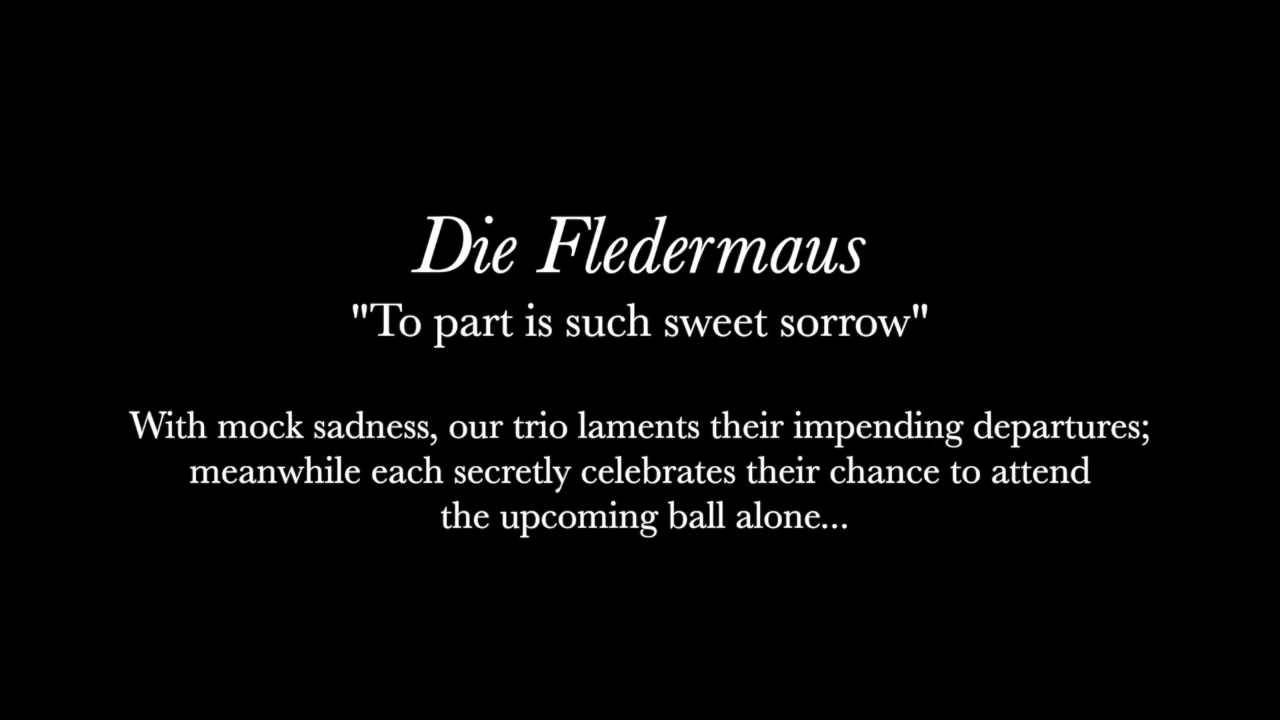 Die Fledermaus
"To part is such sweet sorrow"
With mock sadness, our trio laments their impending departures;
meanwhile each secretly celebrates their chance to attend
the upcoming ball alone...